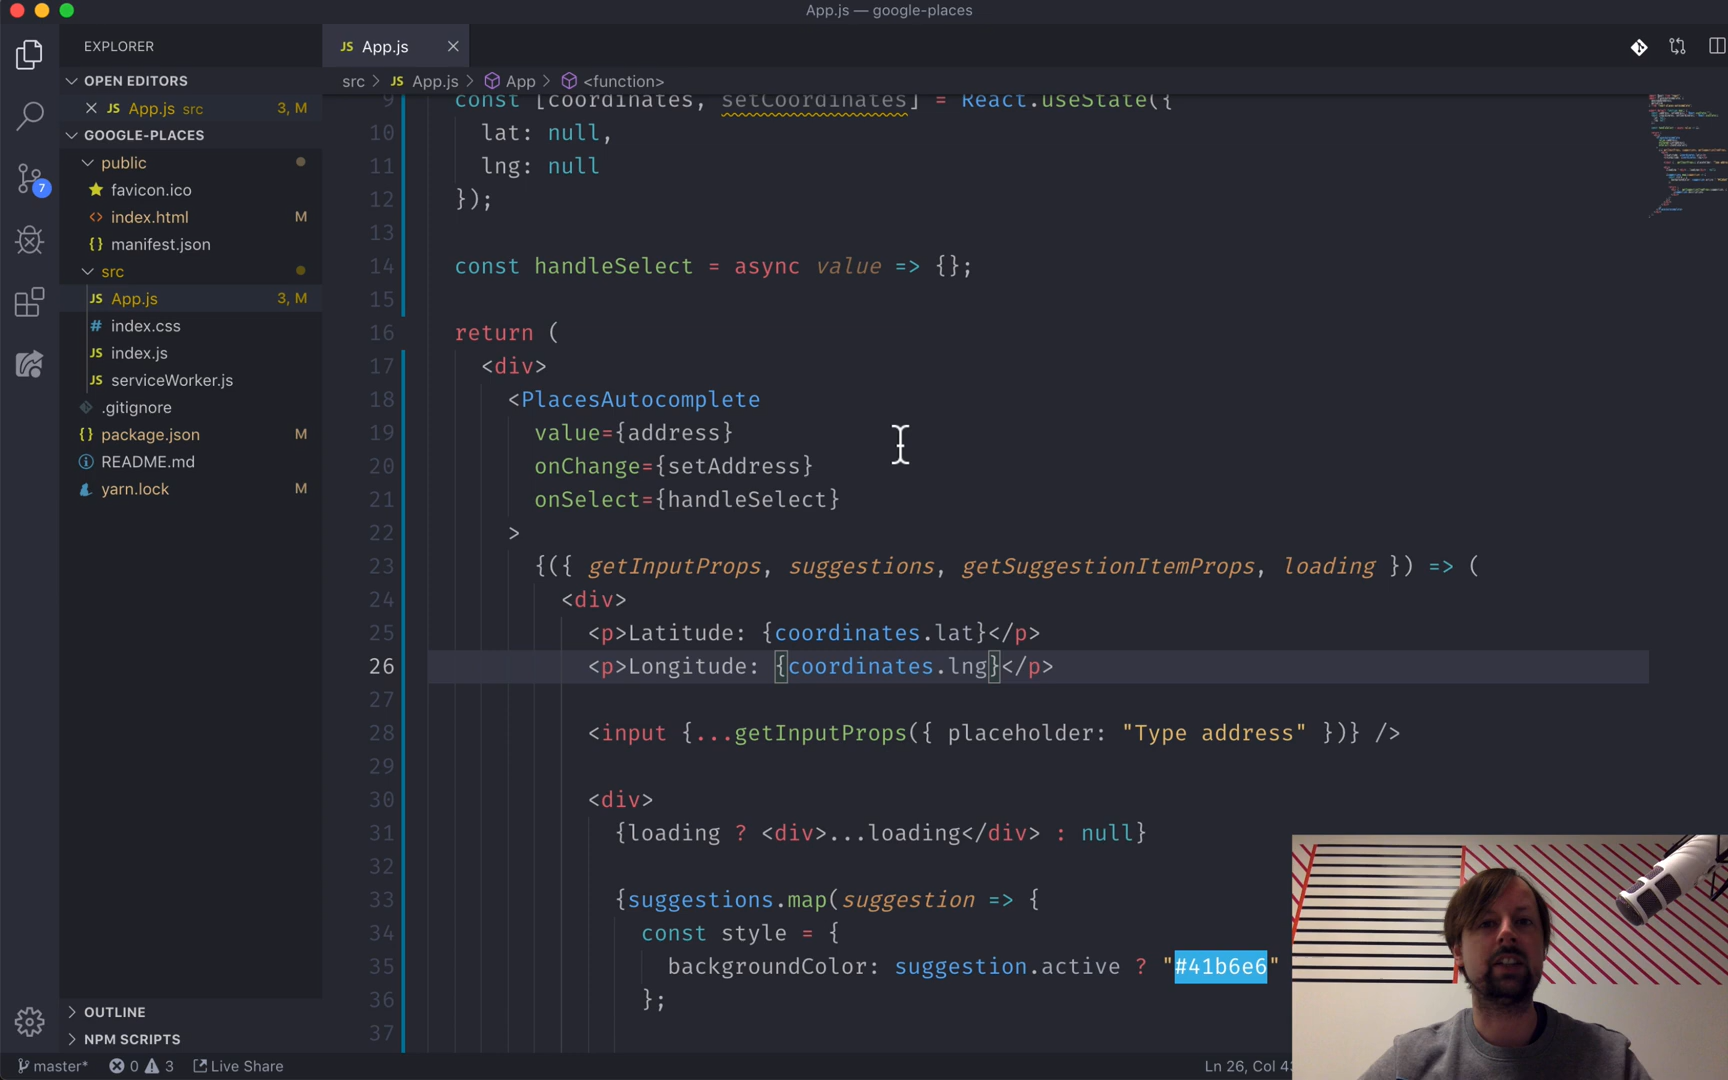 App.js — google-places
EXPLORER
JS App.js
OPEN EDITORS
src > JS App.js > App > <function>
JS App.js src 3, M
GOOGLE-PLACES
public
favicon.ico
<> index.html M
{} manifest.json
src
JS App.js 3, M
# index.css
JS index.js
JS serviceWorker.js
.gitignore
{} package.json M
README.md
yarn.lock M
7
OUTLINE
NPM SCRIPTS
9 const [coordinates, setCoordinates] = React.useState({
10 lat: null,
11 lng: null
12 });
13
14 const handleSelect = async value => {};
15
16 return (
17 <div>
18 <PlacesAutocomplete
19 value={address}
20 onChange={setAddress}
21 onSelect={handleSelect}
22 >
23 {({ getInputProps, suggestions, getSuggestionItemProps, loading }) => (
24 <div>
25 <p>Latitude: {coordinates.lat}</p>
26 <p>Longitude: {coordinates.lng}</p>
27
28 <input {...getInputProps({ placeholder: "Type address" })} />
29
30 <div>
31 {loading ? <div>...loading</div> : null}
32
33 {suggestions.map(suggestion => {
34 const style = {
35 backgroundColor: suggestion.active ? "#41b6e6"
36 };
37
master* 0 3 Live Share
Ln 26, Col